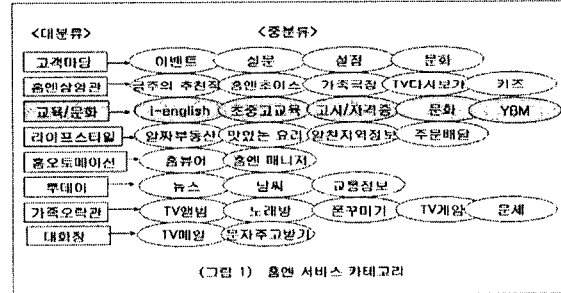 <대분류> <중분류>
고객마당 이벤트 설문 설정 문화
홈엔상영관 금주의 추천작 홈엔초이스 가족극장 TV다시보기 키즈
교육/문화 i-english 초중고교육 고시/자격증 문화 YBM
라이프스타일 알짜부동산 맛있는 요리 알찬지역정보 주문배달
홈오토메이션 홈뷰어 홈엔 매니저
투데이 뉴스 날씨 교통정보
가족오락관 TV앨범 노래방 폰꾸미기 TV게임 운세
대화창 TV메일 문자주고받기
(그림 1) 홈엔 서비스 카테고리